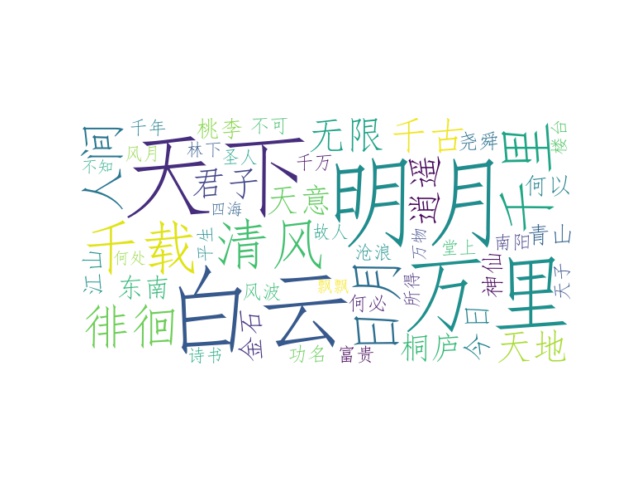 千年
桃李
不可
无限
千古
尧舜
楼台
人间
不知
风月
林下
圣人
天下
千万
明月
逍遥
千里
君子
四海
天意
何以
千载
清风
故人
沧浪
万物
堂上
南阳
青山
江山
何处
平生
东南
白云
风波
飘飘
日月
所得
万里
神仙
天子
徘徊
金石
何必
今日
诗书
功名
富贵
桐庐
天地